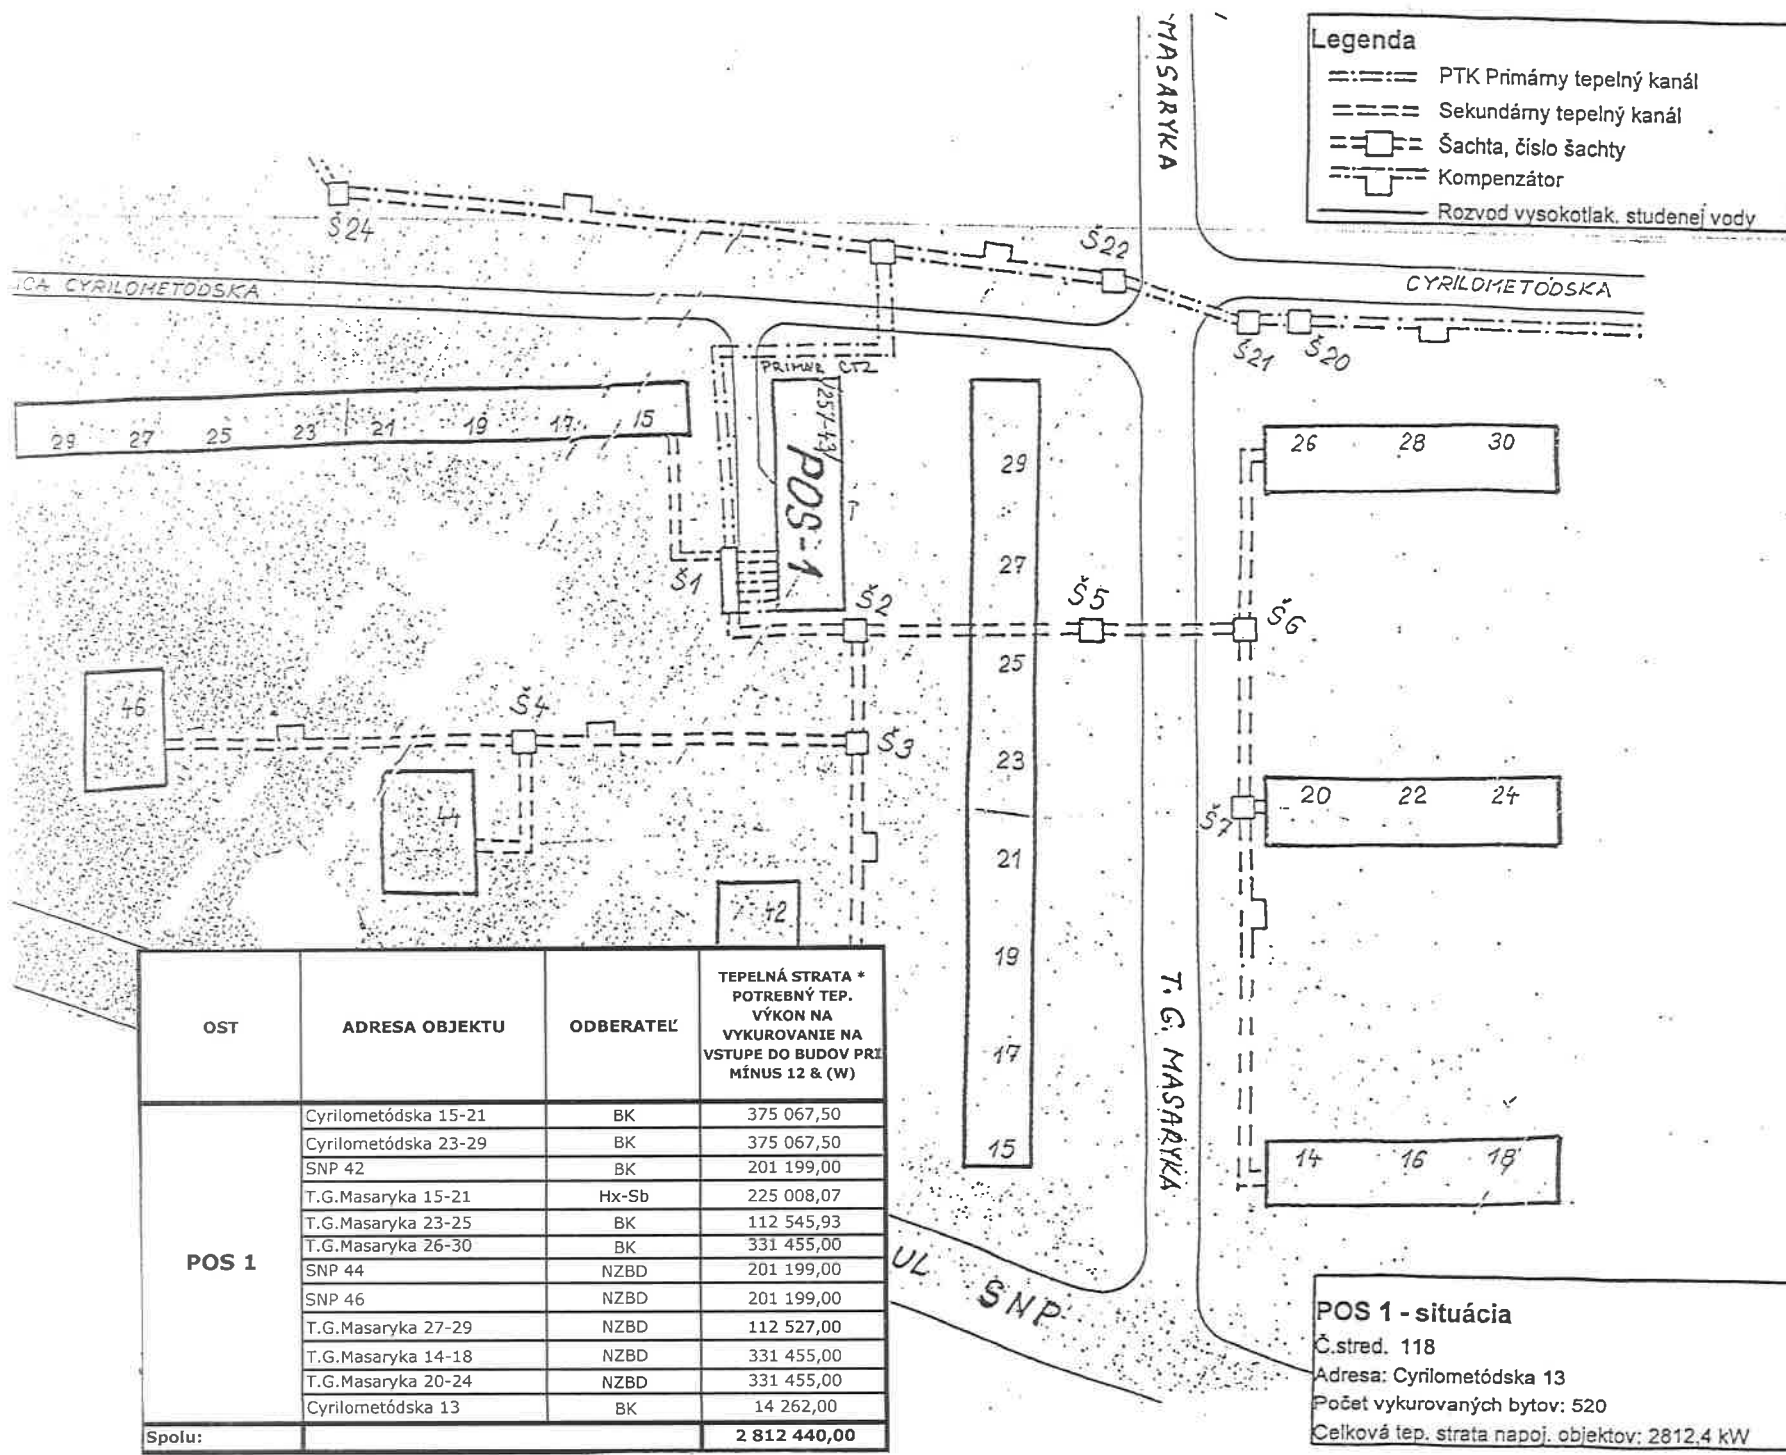 MASARYKA
Legenda
PTK Primárny tepelný kanál
Sekundárny tepelný kanál
Šachta, číslo šachty
Kompenzátor
Rozvod vysokotlak. studenej vody
Š24
Š22
CYRILOMETODSKA
CYRILOMETODSKA
Š21 Š20
PRIMAR CTZ
29 27 25 23 21 19 17 15
POS-1
Š1
Š2
Š5
Š6
29
27
25
23
21
19
17
15
26 28 30
46
Š4
Š3
44
42
Š7
20 22 24
14 16 18
T. G. MASARYKA
UL SNP
OST ADRESA OBJEKTU ODBERATEĽ
TEPELNÁ STRATA *
POTREBNÝ TEP.
VÝKON NA
VYKUROVANIE NA
VSTUPE DO BUDOV PRI
MÍNUS 12 & (W)
POS 1
Cyrilometódska 15-21 BK 375 067,50
Cyrilometódska 23-29 BK 375 067,50
SNP 42 BK 201 199,00
T.G.Masaryka 15-21 Hx-Sb 225 008,07
T.G.Masaryka 23-25 BK 112 545,93
T.G.Masaryka 26-30 BK 331 455,00
SNP 44 NZBD 201 199,00
SNP 46 NZBD 201 199,00
T.G.Masaryka 27-29 NZBD 112 527,00
T.G.Masaryka 14-18 NZBD 331 455,00
T.G.Masaryka 20-24 NZBD 331 455,00
Cyrilometódska 13 BK 14 262,00
Spolu: 2 812 440,00
POS 1 - situácia
Č.stred. 118
Adresa: Cyrilometódska 13
Počet vykurovaných bytov: 520
Celková tep. strata napoj. objektov: 2812,4 kW